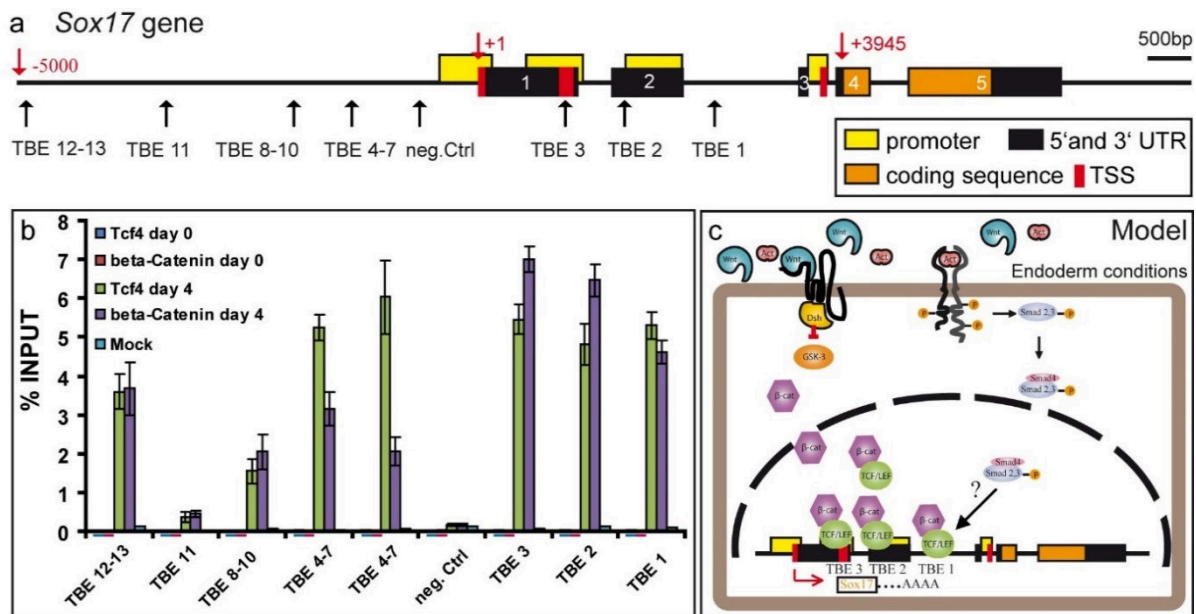 a Sox17 gene
-5000
+1
+3945
500bp
1
2
3
4
5
TBE 12-13
TBE 11
TBE 8-10
TBE 4-7
neg.Ctrl
TBE 3
TBE 2
TBE 1
promoter
5‘and 3‘ UTR
coding sequence
TSS
b
% INPUT
8
7
6
5
4
3
2
1
0
Tcf4 day 0
beta-Catenin day 0
Tcf4 day 4
beta-Catenin day 4
Mock
TBE 12-13
TBE 11
TBE 8-10
TBE 4-7
TBE 4-7
neg. Ctrl
TBE 3
TBE 2
TBE 1
c
Model
Endoderm conditions
Wnt
Act
Wnt
Wnt
Act
Act
Wnt
Act
Dsh
GSK-3
P
P
P
Smad 2,3
P
Smad4
Smad 2,3
P
β-cat
β-cat
β-cat
TCF/LEF
Smad4
Smad 2,3
P
?
β-cat
β-cat
β-cat
TCF/LEF
TCF/LEF
TCF/LEF
TBE 3
TBE 2
TBE 1
Sox17....AAAA